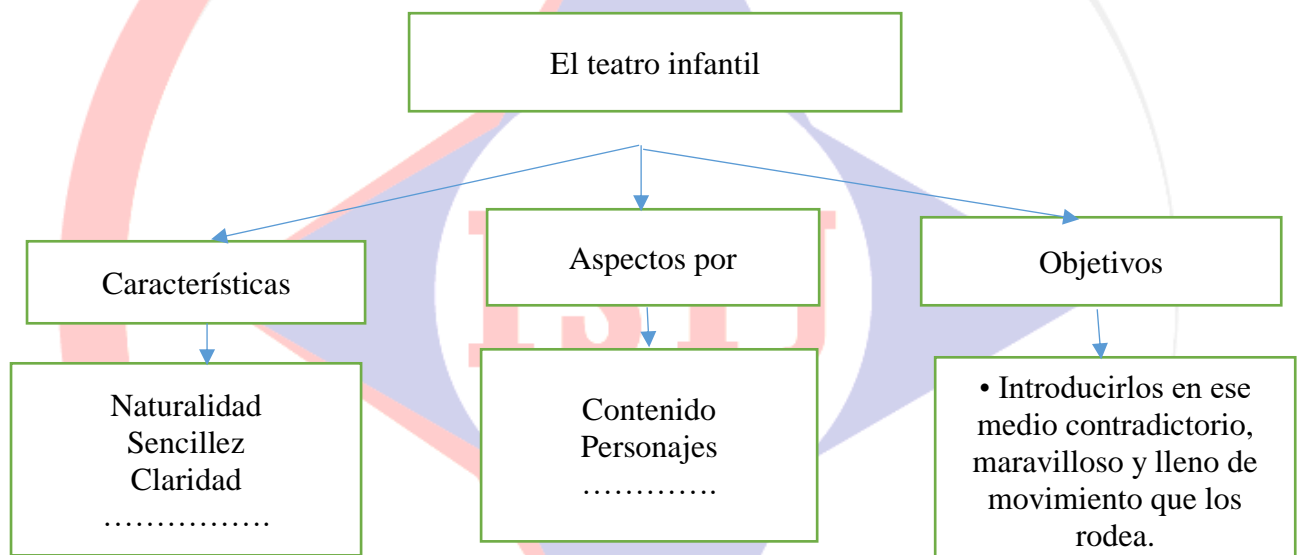 El teatro infantil
Características
Aspectos por
Objetivos
Naturalidad
Sencillez
Claridad
…………….
Contenido
Personajes
………….
• Introducirlos en ese
medio contradictorio,
maravilloso y lleno de
movimiento que los
rodea.